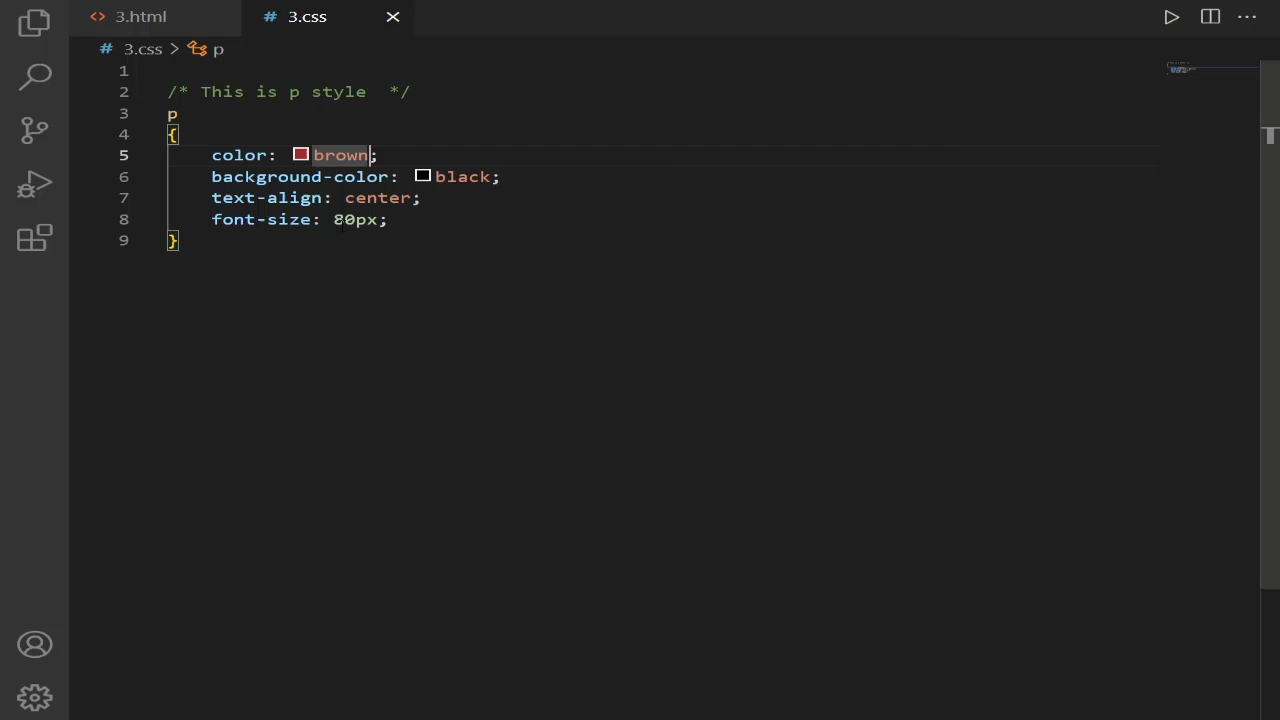 <> 3.html # 3.css
# 3.css > p
1
2 /* This is p style  */
3 p
4 {
5 color: brown;
6 background-color: black;
7 text-align: center;
8 font-size: 80px;
9 }